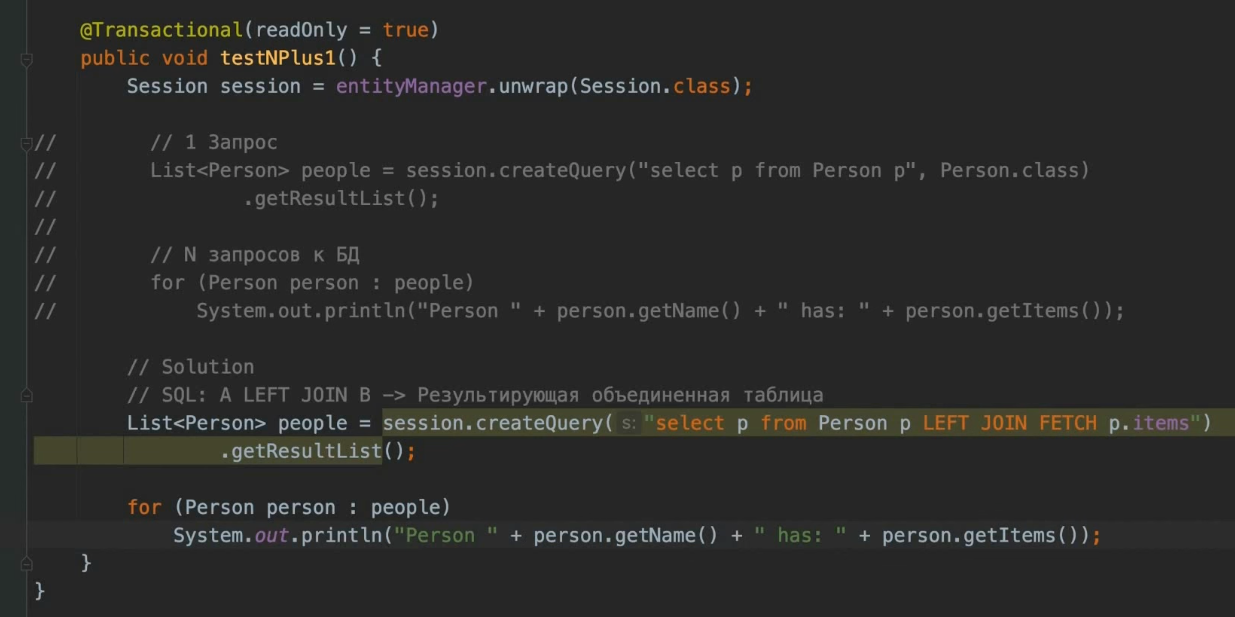 @Transactional(readOnly = true)
public void testNPlus1() {
Session session = entityManager.unwrap(Session.class);
// // 1 Запрос
// List<Person> people = session.createQuery("select p from Person p", Person.class)
// .getResultList();
//
// // N запросов к БД
// for (Person person : people)
// System.out.println("Person " + person.getName() + " has: " + person.getItems());
// Solution
// SQL: A LEFT JOIN B -> Результирующая объединенная таблица
List<Person> people = session.createQuery( s: "select p from Person p LEFT JOIN FETCH p.items")
.getResultList();
for (Person person : people)
System.out.println("Person " + person.getName() + " has: " + person.getItems());
}
}